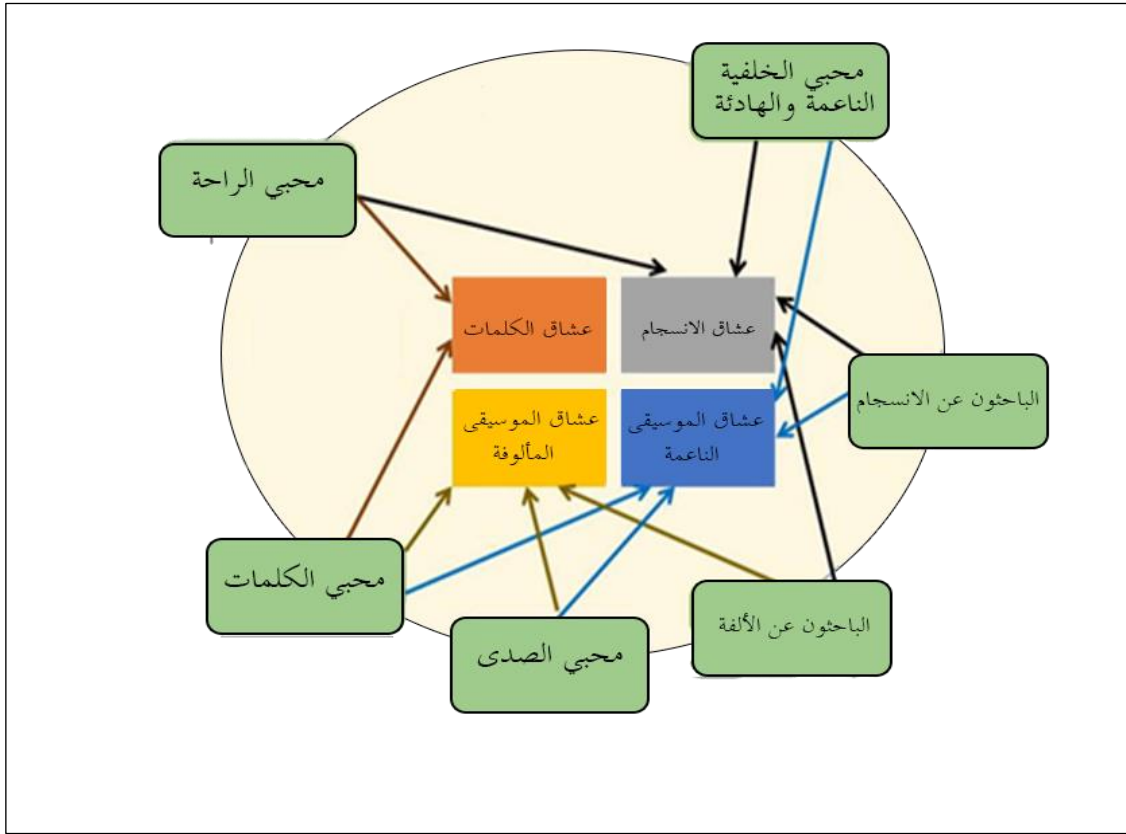 محبي الخلفية
الناعمة والهادئة
محبي الراحة
عشاق الانسجام
عشاق الكلمات
الباحثون عن الانسجام
عشاق الموسيقى
الناعمة
عشاق الموسيقى
المألوفة
محبي الكلمات
الباحثون عن الألفة
محبي الصدى